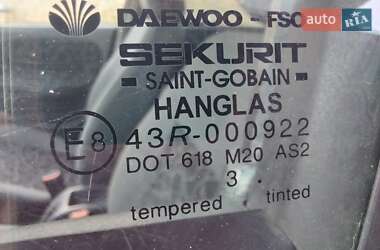 DAEWOO - FSO
auto RIA
SEKURIT
SAINT-GOBAIN
HANGLAS
E8 43R-000922
DOT 618 M20 AS2
3
tempered tinted